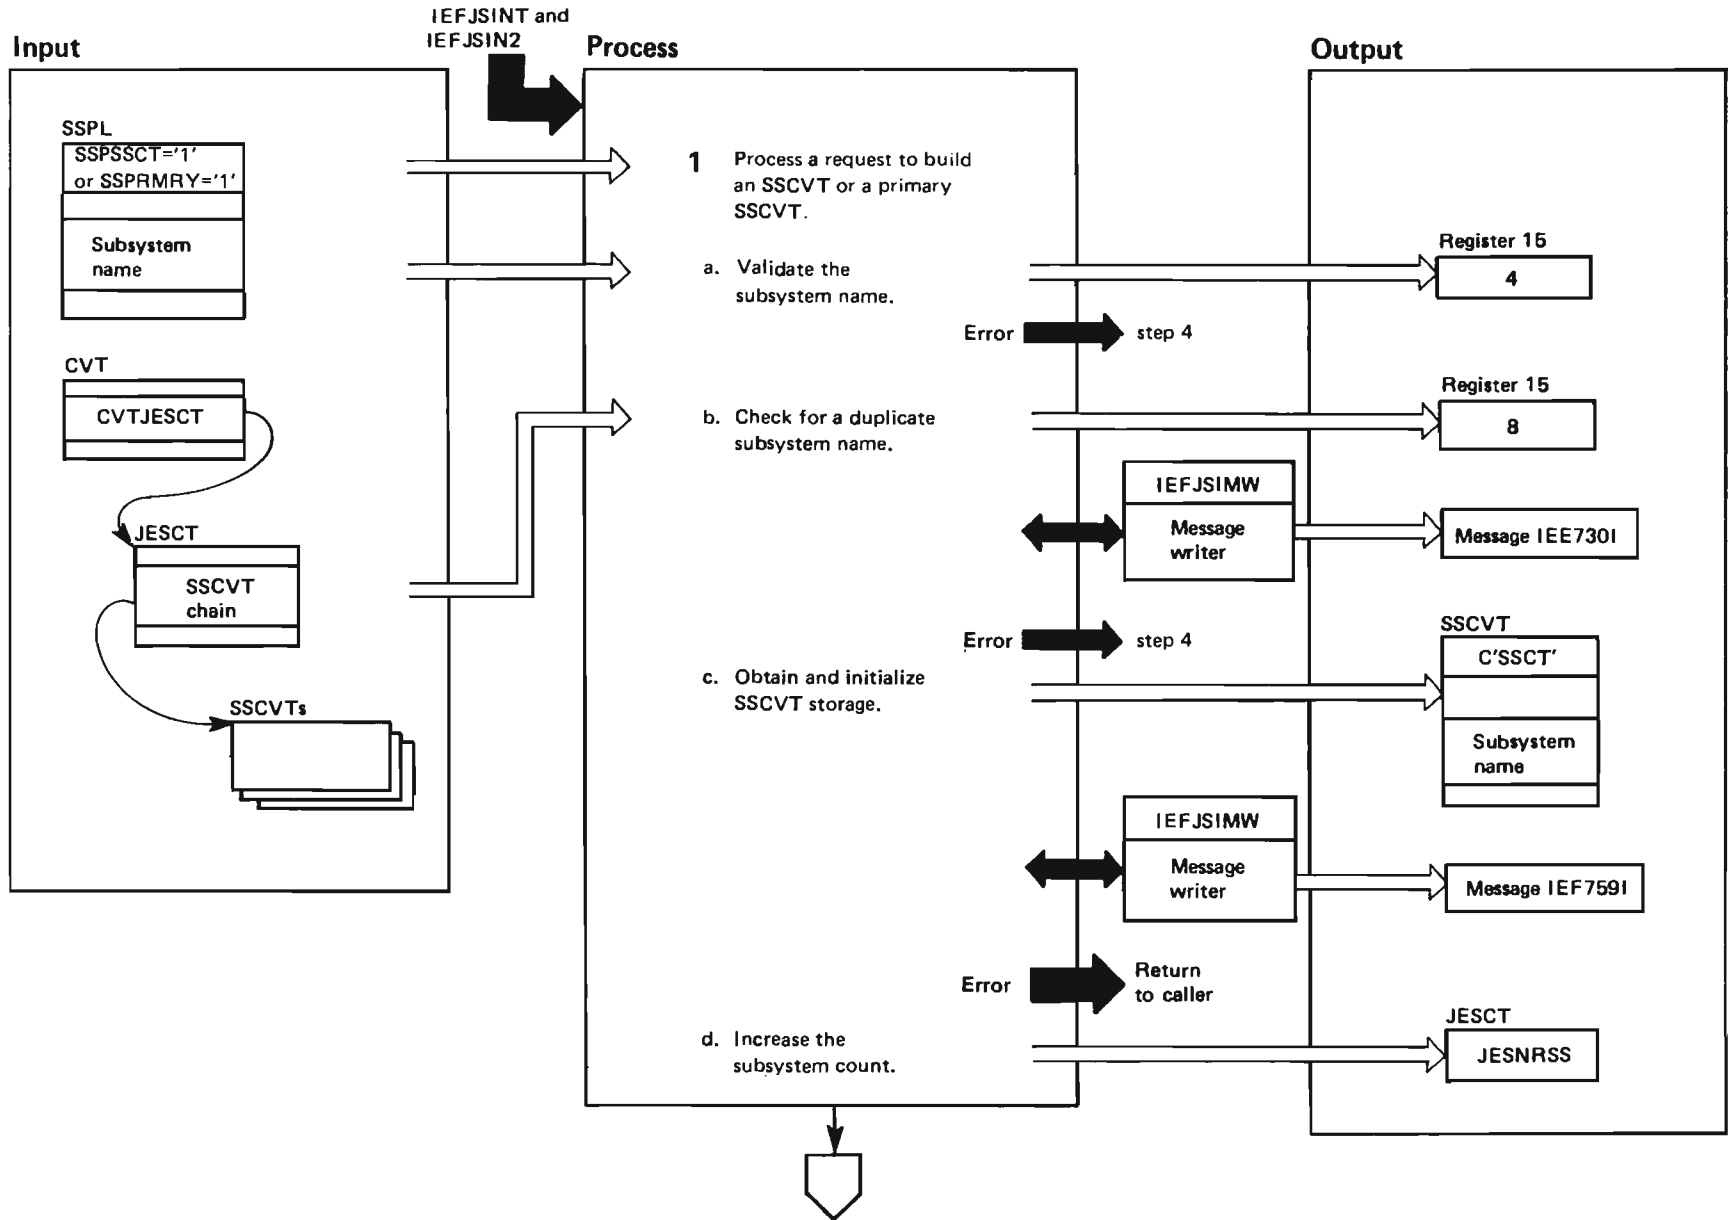 IEFJSINT and
IEFJSIN2
Input
Process
Output
SSPL
SSPSSCT='1'
or SSPRMRY='1'
Subsystem
name
CVT
CVTJESCT
JESCT
SSCVT
chain
SSCVTs
1 Process a request to build
an SSCVT or a primary
SSCVT.
a. Validate the
subsystem name.
Register 15
4
Error
step 4
b. Check for a duplicate
subsystem name.
Register 15
8
IEFJSIMW
Message
writer
Message IEE730I
Error
step 4
c. Obtain and initialize
SSCVT storage.
SSCVT
C'SSCT'
Subsystem
name
IEFJSIMW
Message
writer
Message IEF759I
Error
Return
to caller
d. Increase the
subsystem count.
JESCT
JESNRSS